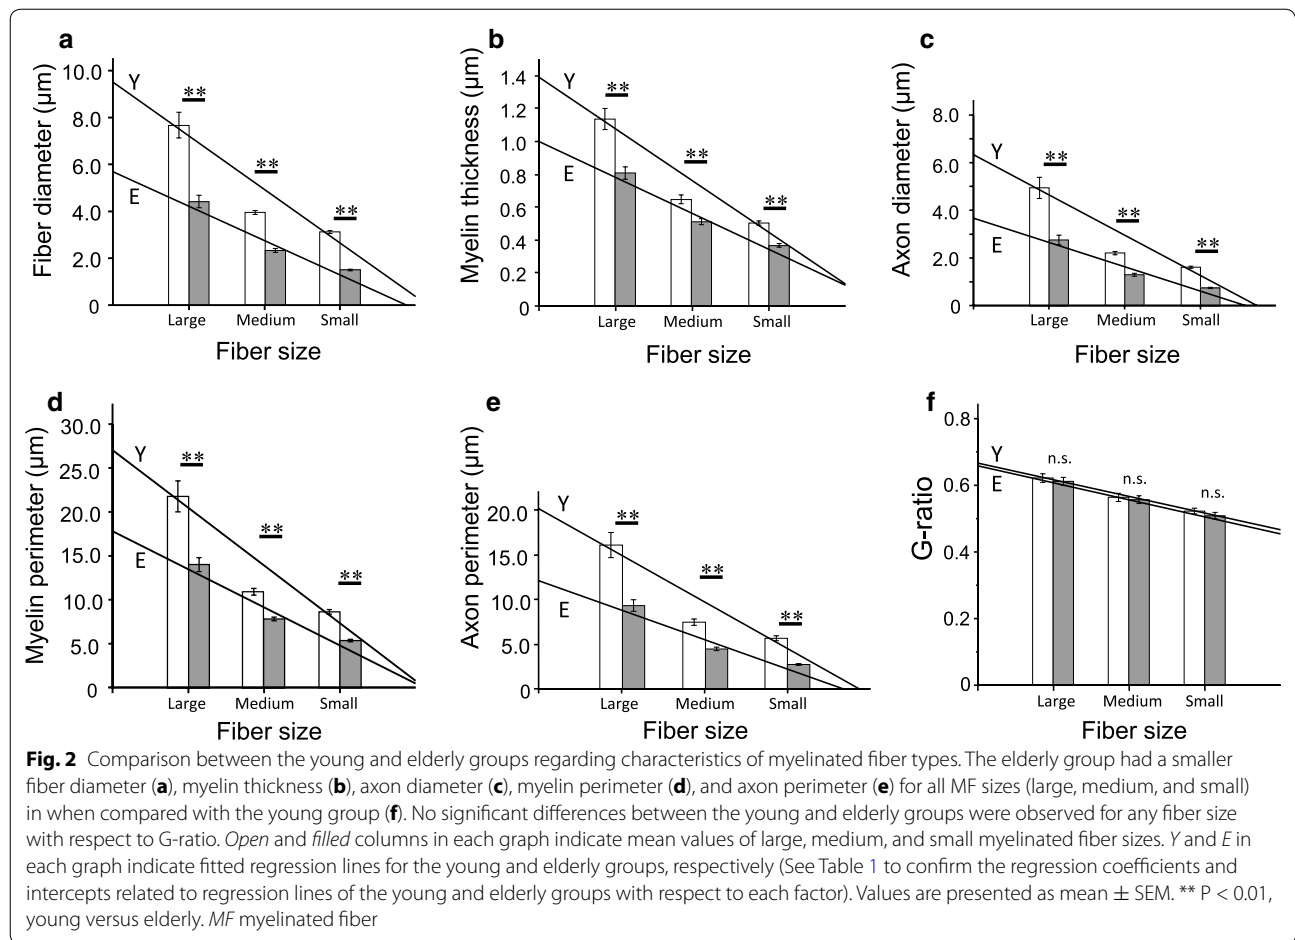 a
Fiber diameter (µm)
10.0
8.0
6.0
4.0
2.0
0
Y
E
**
**
**
Large Medium Small
Fiber size
b
Myelin thickness (µm)
1.4
1.2
1.0
0.8
0.6
0.4
0.2
0
Y
E
**
**
**
Large Medium Small
Fiber size
c
Axon diameter (µm)
8.0
6.0
4.0
2.0
0
Y
E
**
**
**
Large Medium Small
Fiber size
d
Myelin perimeter (µm)
30.0
25.0
20.0
15.0
10.0
5.0
0
Y
E
**
**
**
Large Medium Small
Fiber size
e
Axon perimeter (µm)
20.0
15.0
10.0
5.0
0
Y
E
**
**
**
Large Medium Small
Fiber size
f
G-ratio
0.8
0.6
0.4
0.2
0
Y
E
n.s.
n.s.
n.s.
Large Medium Small
Fiber size
Fig. 2 Comparison between the young and elderly groups regarding characteristics of myelinated fiber types. The elderly group had a smaller
fiber diameter (a), myelin thickness (b), axon diameter (c), myelin perimeter (d), and axon perimeter (e) for all MF sizes (large, medium, and small)
in when compared with the young group (f). No significant differences between the young and elderly groups were observed for any fiber size
with respect to G-ratio. Open and filled columns in each graph indicate mean values of large, medium, and small myelinated fiber sizes. Y and E in
each graph indicate fitted regression lines for the young and elderly groups, respectively (See Table 1 to confirm the regression coefficients and
intercepts related to regression lines of the young and elderly groups with respect to each factor). Values are presented as mean ± SEM. ** P < 0.01,
young versus elderly. MF myelinated fiber